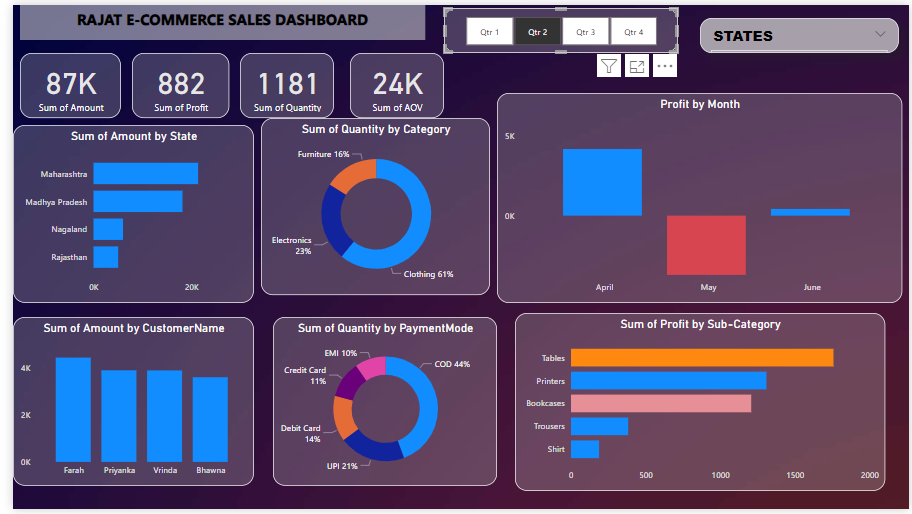 RAJAT E-COMMERCE SALES DASHBOARD
Qtr 1
Qtr 2
Qtr 3
Qtr 4
STATES
87K
Sum of Amount
882
Sum of Profit
1181
Sum of Quantity
24K
Sum of AOV
Sum of Amount by State
Maharashtra
Madhya Pradesh
Nagaland
Rajasthan
0K
20K
Sum of Quantity by Category
Furniture 16%
Electronics
23%
Clothing 61%
Profit by Month
5K
0K
April
May
June
Sum of Amount by CustomerName
4K
2K
0K
Farah
Priyanka
Vrinda
Bhawna
Sum of Quantity by PaymentMode
EMI 10%
COD 44%
Credit Card
11%
Debit Card
14%
UPI 21%
Sum of Profit by Sub-Category
Tables
Printers
Bookcases
Trousers
Shirt
0
500
1000
1500
2000